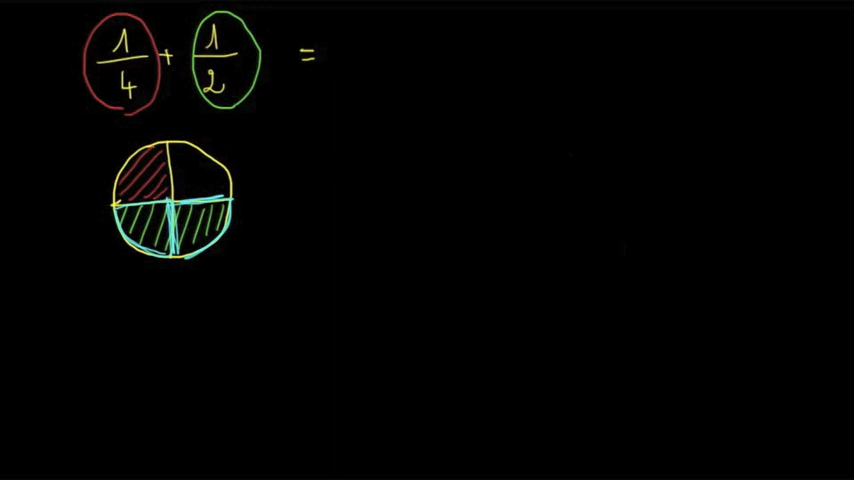 1/4 + 1/2 =